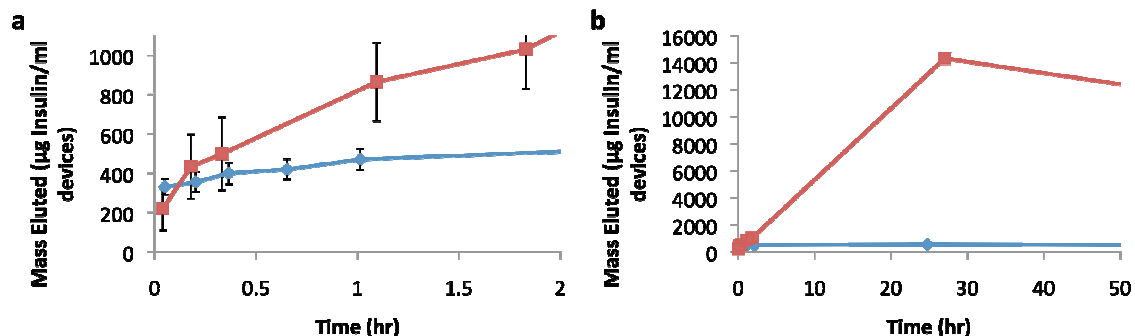 a
Mass Eluted (µg Insulin/ml
devices)
1000
800
600
400
200
0
0 0.5 1 1.5 2
Time (hr)
b
Mass Eluted (µg Insulin/ml
devices)
16000
14000
12000
10000
8000
6000
4000
2000
0
0 10 20 30 40 50
Time (hr)